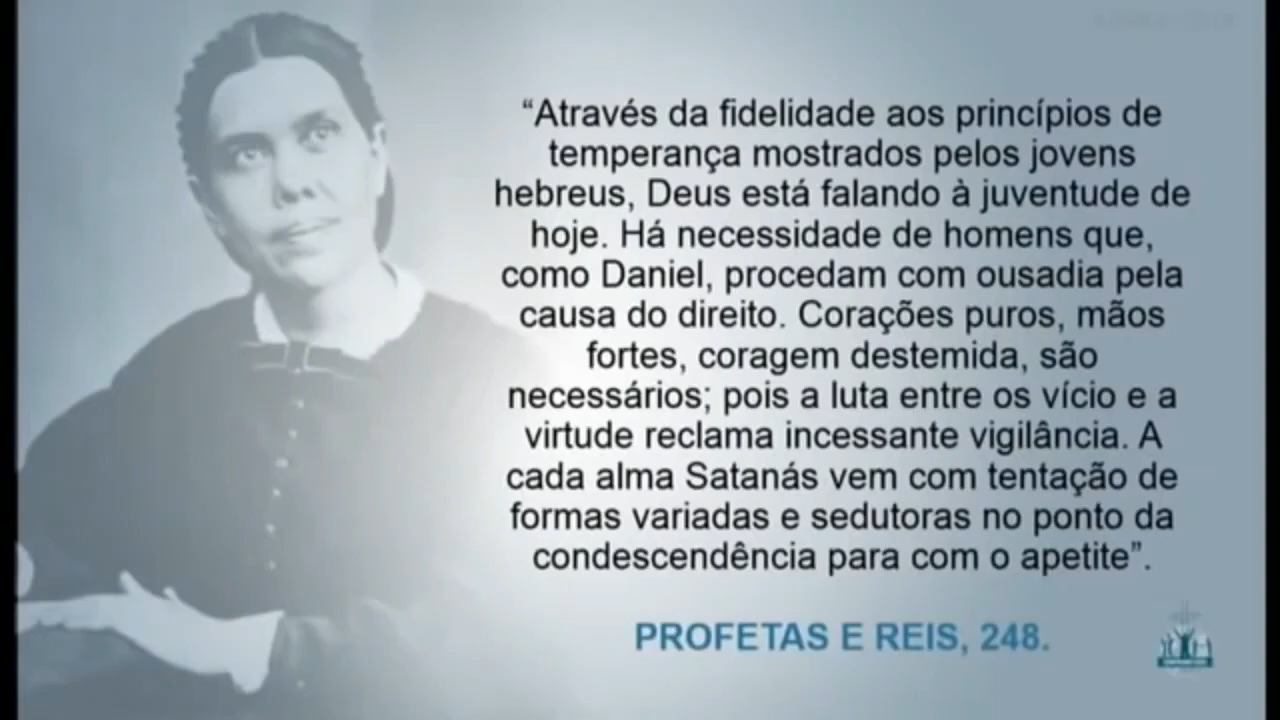 “Através da fidelidade aos princípios de
temperança mostrados pelos jovens
hebreus, Deus está falando à juventude de
hoje. Há necessidade de homens que,
como Daniel, procedam com ousadia pela
causa do direito. Corações puros, mãos
fortes, coragem destemida, são
necessários; pois a luta entre os vício e a
virtude reclama incessante vigilância. A
cada alma Satanás vem com tentação de
formas variadas e sedutoras no ponto da
condescendência para com o apetite”.
PROFETAS E REIS, 248.